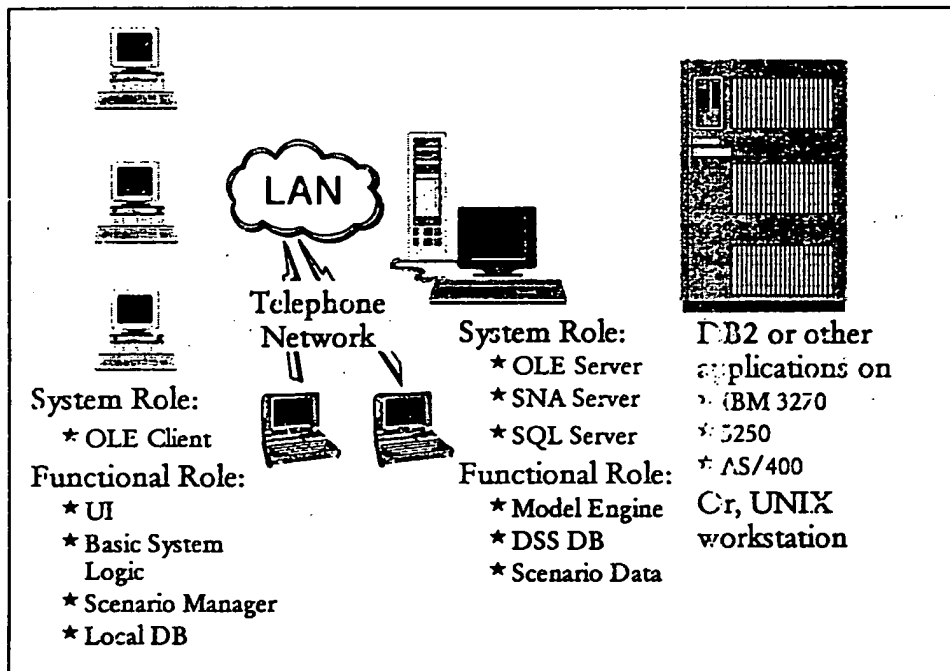 LAN
Telephone
Network
System Role:
★ OLE Client
Functional Role:
★ UI
★ Basic System
Logic
★ Scenario Manager
★ Local DB
System Role:
★ OLE Server
★ SNA Server
★ SQL Server
Functional Role:
★ Model Engine
★ DSS DB
★ Scenario Data
DB2 or other
applications on
★ IBM 3270
★ 5250
★ AS/400
Or, UNIX
workstation